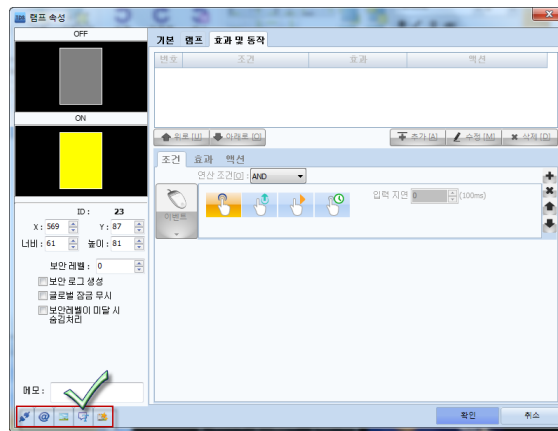 램프 속성
OFF
ON
ID : 23
X : 569 Y : 87
너비 : 61 높이 : 81
보안 레벨 : 0
보안 로그 생성
글로벌 잠금 무시
보안레벨이 미달 시
숨김처리
메모 :
기본 램프 효과 및 동작
번호 조건 효과 액션
위로 [U] 아래로 [O] 추가 [A] 수정 [M] 삭제 [D]
조건 효과 액션
연산 조건[G] : AND
이벤트
입력 지연 0 (100ms)
확인 취소